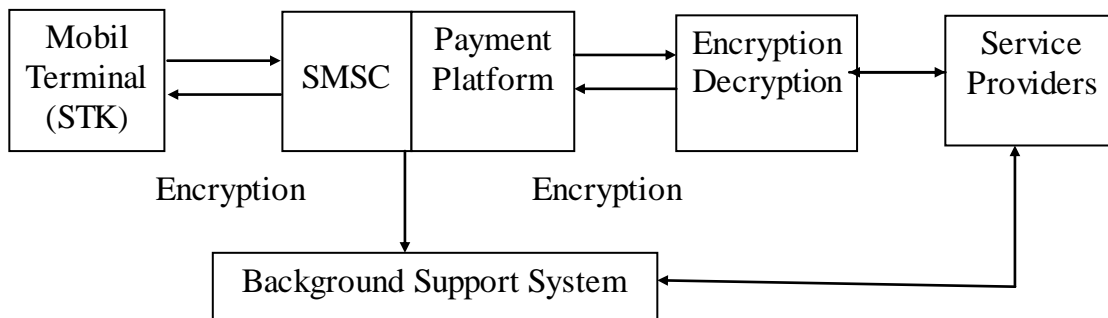 Mobil
Terminal
(STK)
SMSC
Payment
Platform
Encryption
Decryption
Service
Providers
Encryption
Encryption
Background Support System